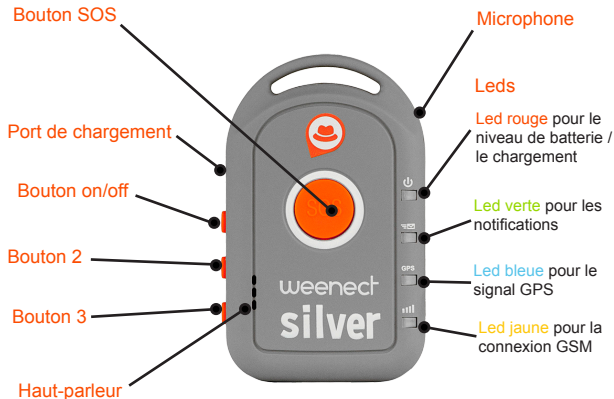 Bouton SOS
Microphone
Leds
Port de chargement
Led rouge pour le
niveau de batterie /
le chargement
Bouton on/off
SOS
Led verte pour les
notifications
Bouton 2
GPS
Led bleue pour le
signal GPS
weenect
silver
Bouton 3
Led jaune pour la
connexion GSM
Haut-parleur